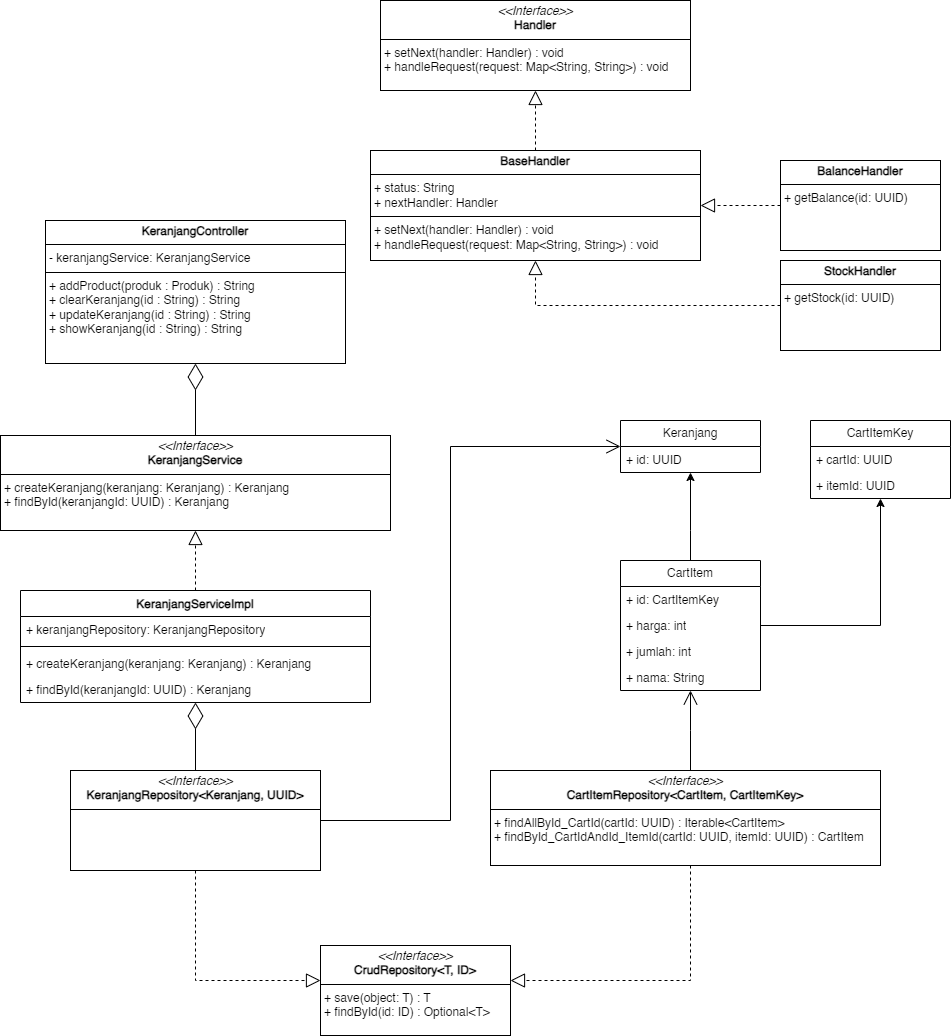 <<Interface>>
Handler
+ setNext(handler: Handler) : void
+ handleRequest(request: Map<String, String>) : void
BaseHandler
+ status: String
+ nextHandler: Handler
+ setNext(handler: Handler) : void
+ handleRequest(request: Map<String, String>) : void
BalanceHandler
+ getBalance(id: UUID)
StockHandler
+ getStock(id: UUID)
KeranjangController
- keranjangService: KeranjangService
+ addProduct(produk : Produk) : String
+ clearKeranjang(id : String) : String
+ updateKeranjang(id : String) : String
+ showKeranjang(id : String) : String
<<Interface>>
KeranjangService
+ createKeranjang(keranjang: Keranjang) : Keranjang
+ findById(keranjangId: UUID) : Keranjang
Keranjang
+ id: UUID
CartItemKey
+ cartId: UUID
+ itemId: UUID
CartItem
+ id: CartItemKey
+ harga: int
+ jumlah: int
+ nama: String
KeranjangServiceImpl
+ keranjangRepository: KeranjangRepository
+ createKeranjang(keranjang: Keranjang) : Keranjang
+ findById(keranjangId: UUID) : Keranjang
<<Interface>>
KeranjangRepository<Keranjang, UUID>
<<Interface>>
CartItemRepository<CartItem, CartItemKey>
+ findAllById_CartId(cartId: UUID) : Iterable<CartItem>
+ findById_CartIdAndId_ItemId(cartId: UUID, itemId: UUID) : CartItem
<<Interface>>
CrudRepository<T, ID>
+ save(object: T) : T
+ findById(id: ID) : Optional<T>